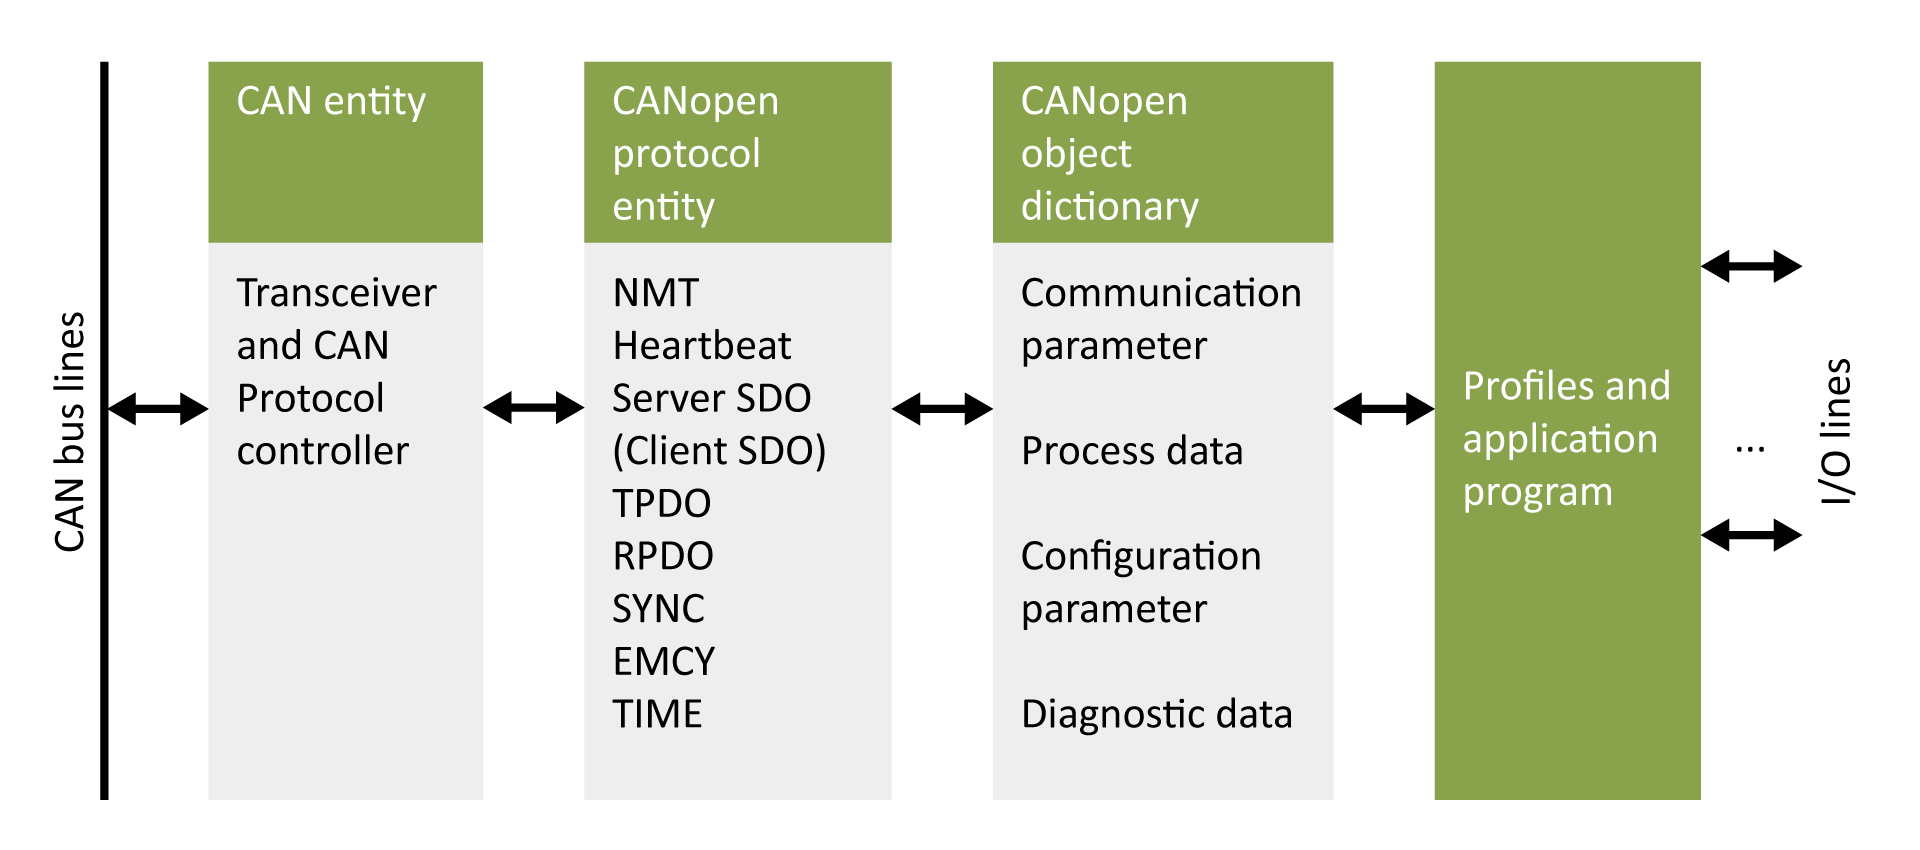 CAN bus lines
CAN entity
Transceiver
and CAN
Protocol
controller
CANopen
protocol
entity
NMT
Heartbeat
Server SDO
(Client SDO)
TPDO
RPDO
SYNC
EMCY
TIME
CANopen
object
dictionary
Communication
parameter
Process data
Configuration
parameter
Diagnostic data
Profiles and
application
program
...
I/O lines